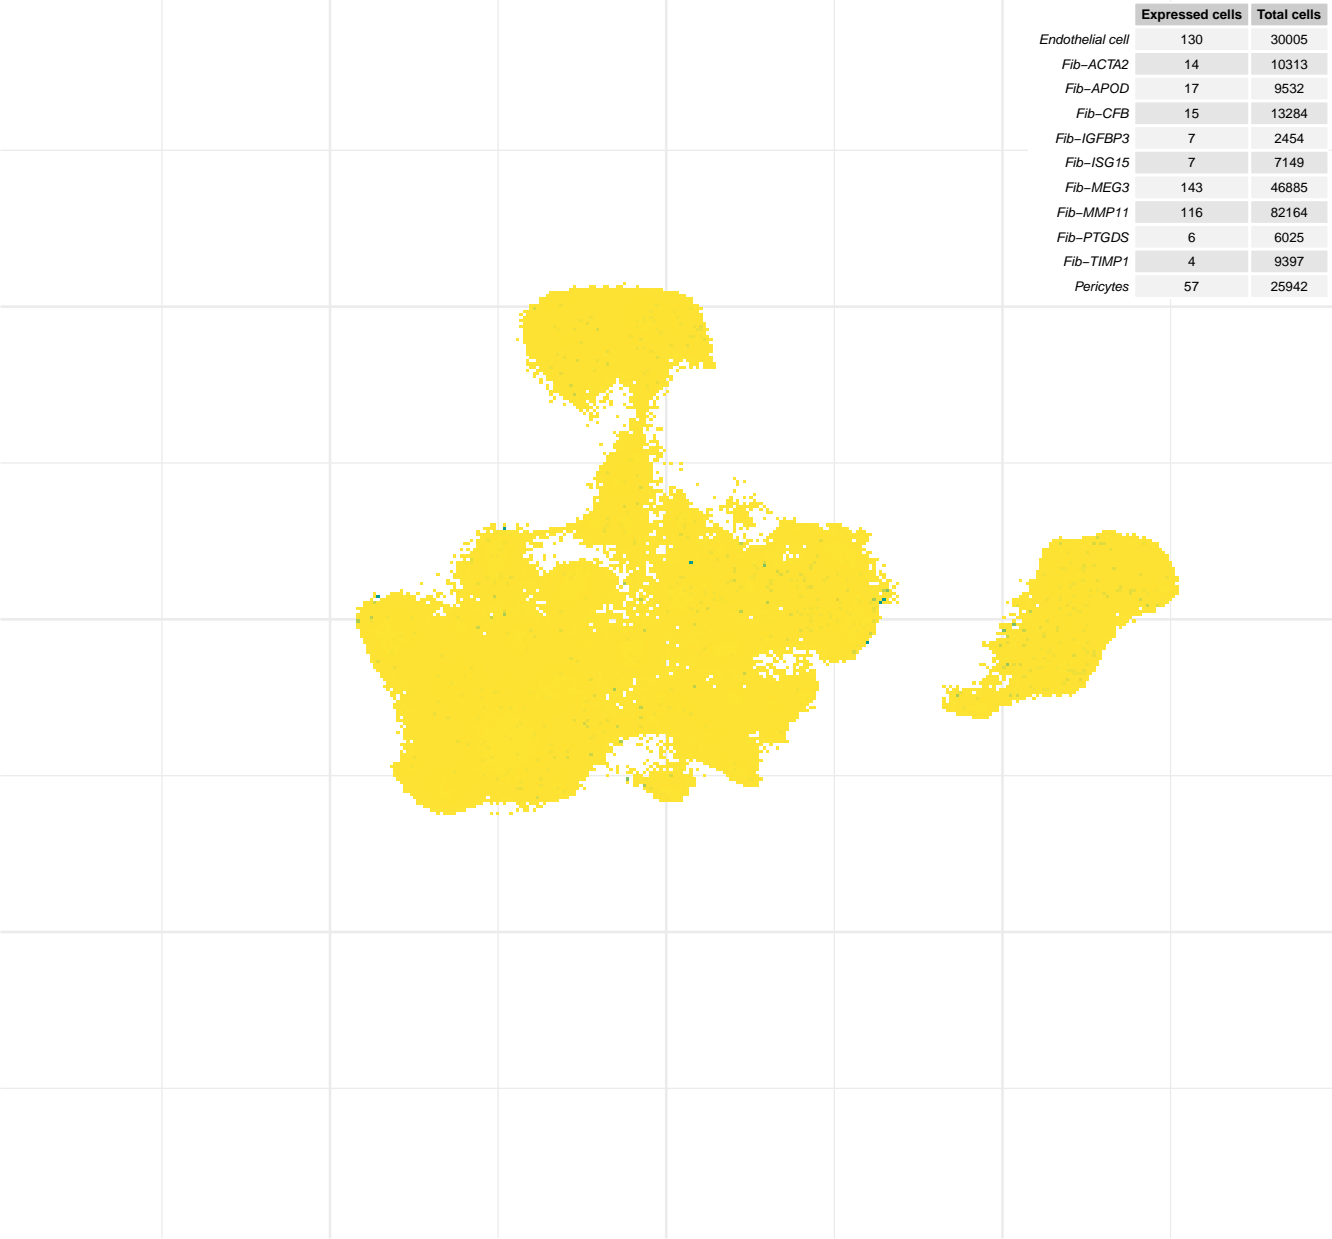 Expressed cells Total cells
Endothelial cell 130 30005
Fib−ACTA2 14 10313
Fib−APOD 17 9532
Fib−CFB 15 13284
Fib−IGFBP3 7 2454
Fib−ISG15 7 7149
Fib−MEG3 143 46885
Fib−MMP11 116 82164
Fib−PTGDS 6 6025
Fib−TIMP1 4 9397
Pericytes 57 25942